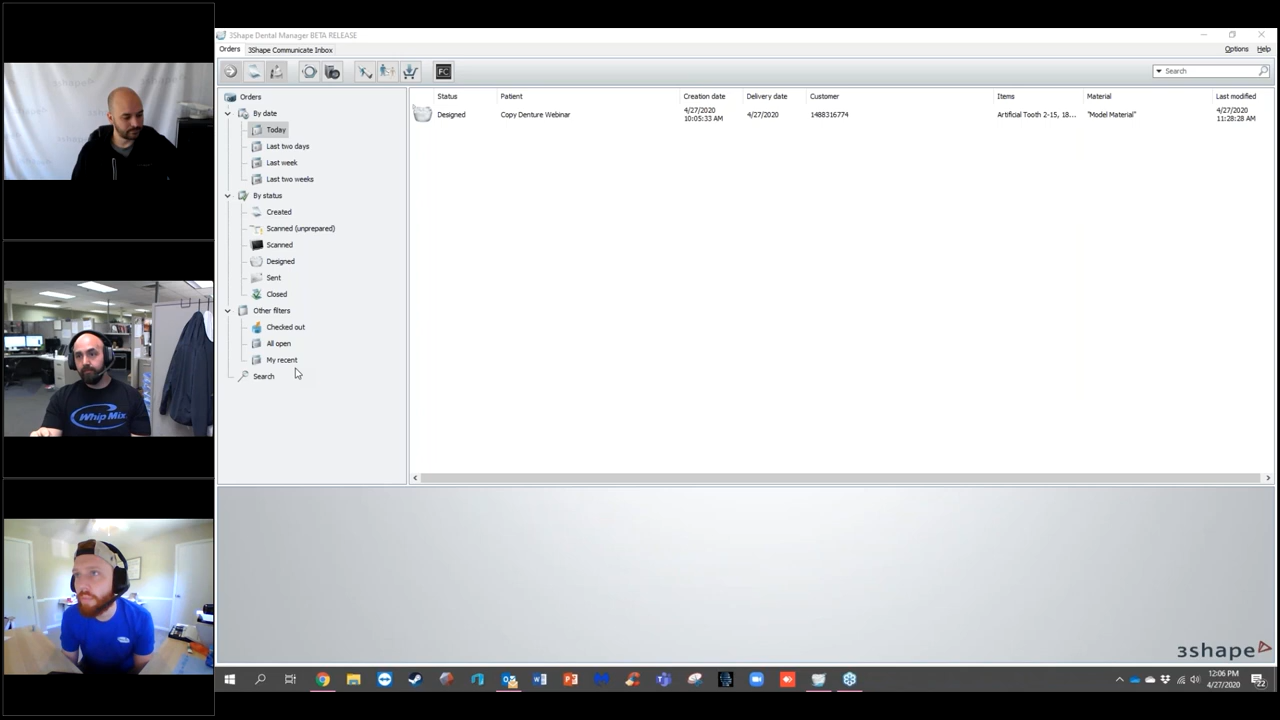 3Shape Dental Manager BETA RELEASE
Orders 3Shape Communicate Inbox Options Help
FC Search
Orders
By date
Today
Last two days
Last week
Last two weeks
By status
Created
Scanned (unprepared)
Scanned
Designed
Sent
Closed
Other filters
Checked out
All open
My recent
Search
Status Patient Creation date Delivery date Customer Items Material Last modified
Designed Copy Denture Webinar 4/27/2020 10:05:33 AM 4/27/2020 1488316774 Artificial Tooth 2-15, 18... "Model Material" 4/27/2020 11:28:28 AM
Whip Mix
3shape
12:06 PM
4/27/2020
22